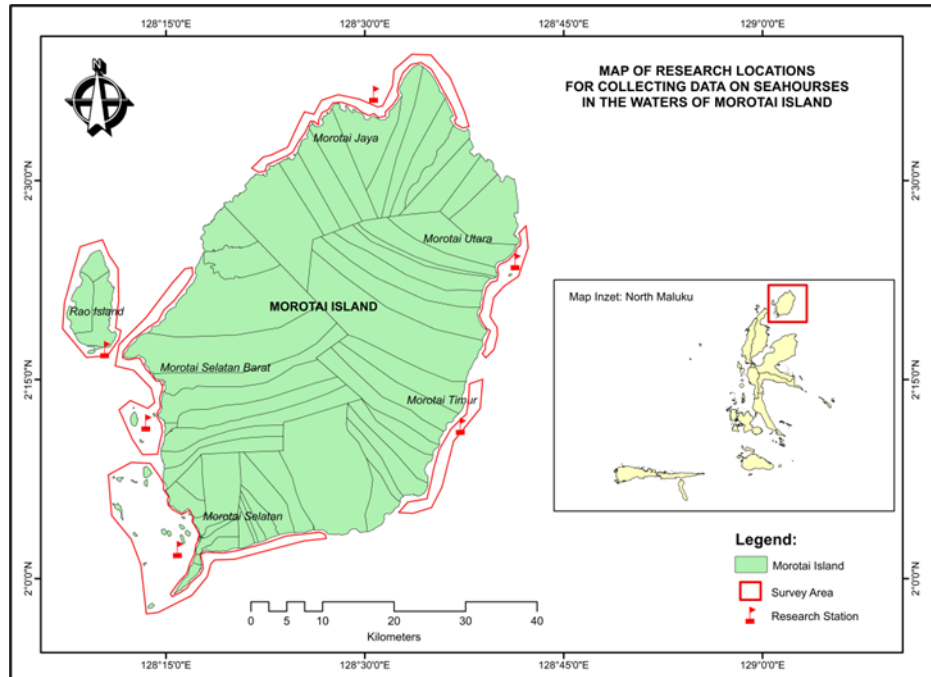 128°15'0"E
128°30'0"E
128°45'0"E
129°0'0"E
N
MAP OF RESEARCH LOCATIONS
FOR COLLECTING DATA ON SEAHOURSES
IN THE WATERS OF MOROTAI ISLAND
Morotai Jaya
2°30'0"N
2°30'0"N
Morotai Utara
Map Inzet: North Maluku
MOROTAI ISLAND
Rao Island
Morotai Selatan Barat
2°15'0"N
2°15'0"N
Morotai Timur
Morotai Selatan
Legend:
Morotai Island
Survey Area
Research Station
2°0'0"N
2°0'0"N
0 5 10 20 30 40
Kilometers
128°15'0"E
128°30'0"E
128°45'0"E
129°0'0"E